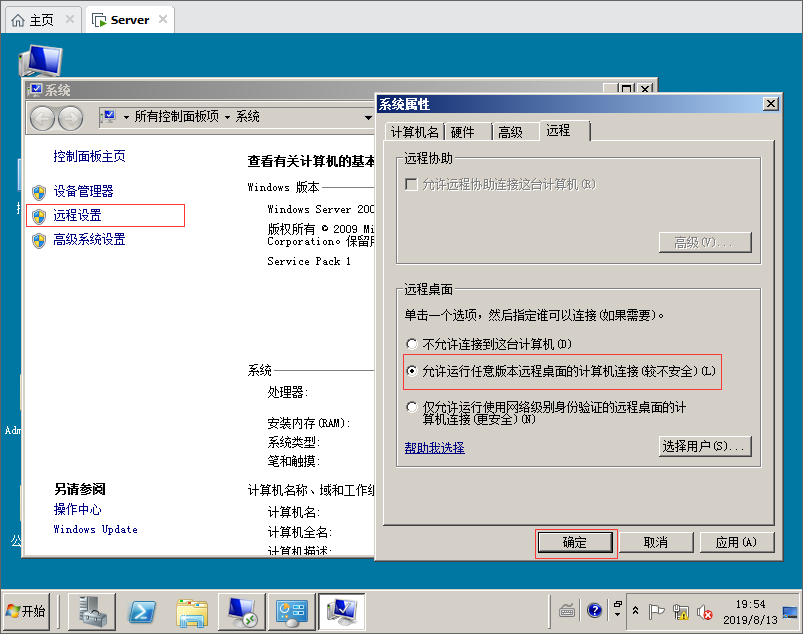 主页
Server
系统
所有控制面板项
系统
控制面板主页
设备管理器
远程设置
高级系统设置
另请参阅
操作中心
Windows Update
查看有关计算机的基本
Windows 版本
Windows Server 200
版权所有 © 2009 Mi
Corporation。保留
Service Pack 1
系统
处理器:
安装内存(RAM):
系统类型:
笔和触摸:
计算机名称、域和工作组
计算机名:
计算机全名:
计算机描述:
系统属性
计算机名
硬件
高级
远程
远程协助
允许远程协助连接这台计算机(R)
高级(V)...
远程桌面
单击一个选项，然后指定谁可以连接(如果需要)。
不允许连接到这台计算机(D)
允许运行任意版本远程桌面的计算机连接(较不安全)(L)
仅允许运行使用网络级别身份验证的远程桌面的计
算机连接(更安全)(N)
帮助我选择
选择用户(S)...
确定
取消
应用(A)
Adm
公
开始
19:54
2019/8/13